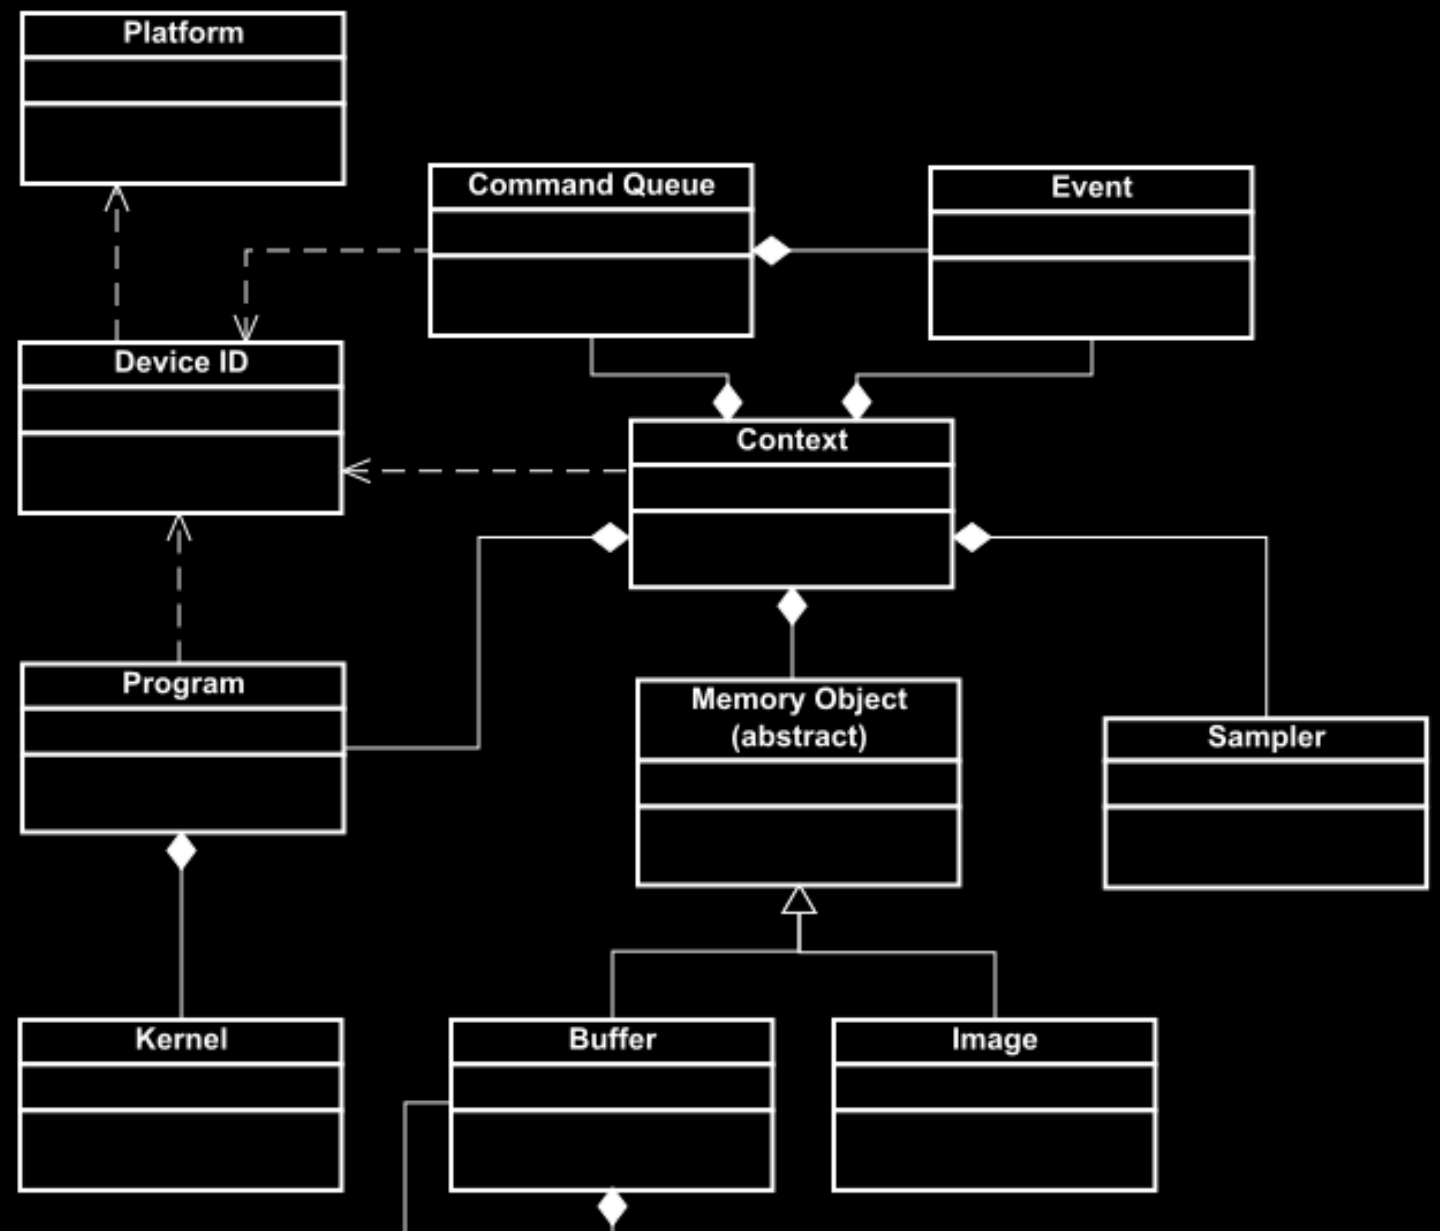 Platform
Command Queue
Event
Device ID
Context
Program
Memory Object
(abstract)
Sampler
Kernel
Buffer
Image